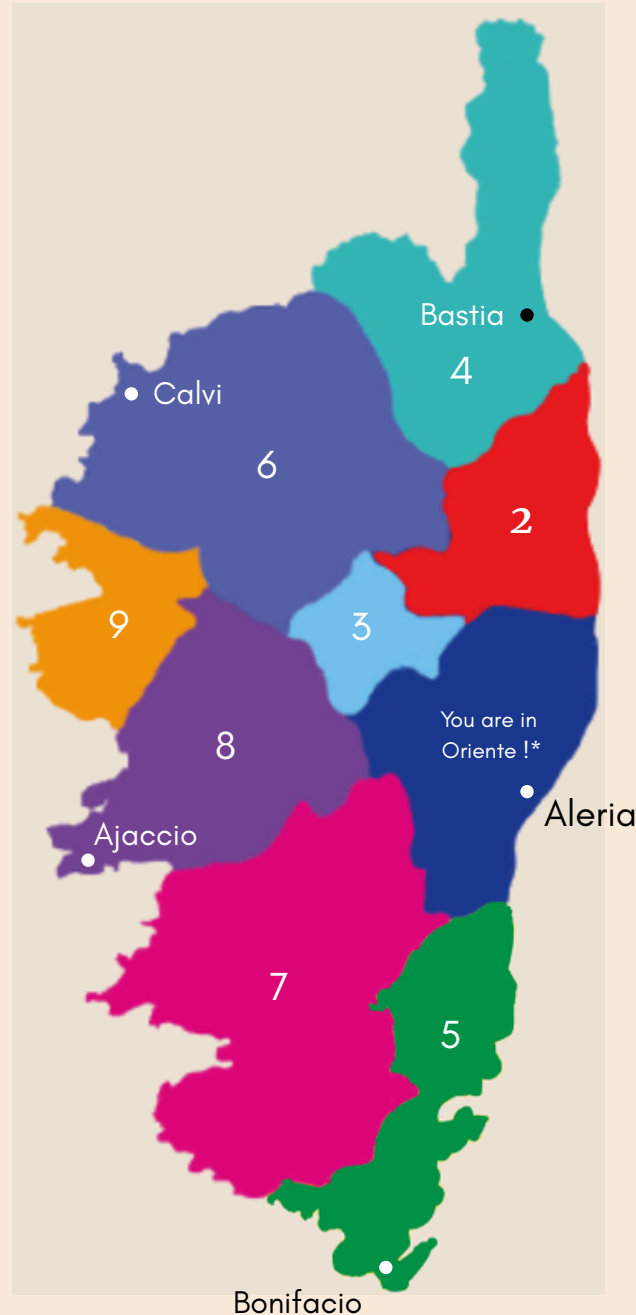 Bastia
4
Calvi
6
2
9
3
You are in
Oriente !*
8
Aleria
Ajaccio
7
5
Bonifacio